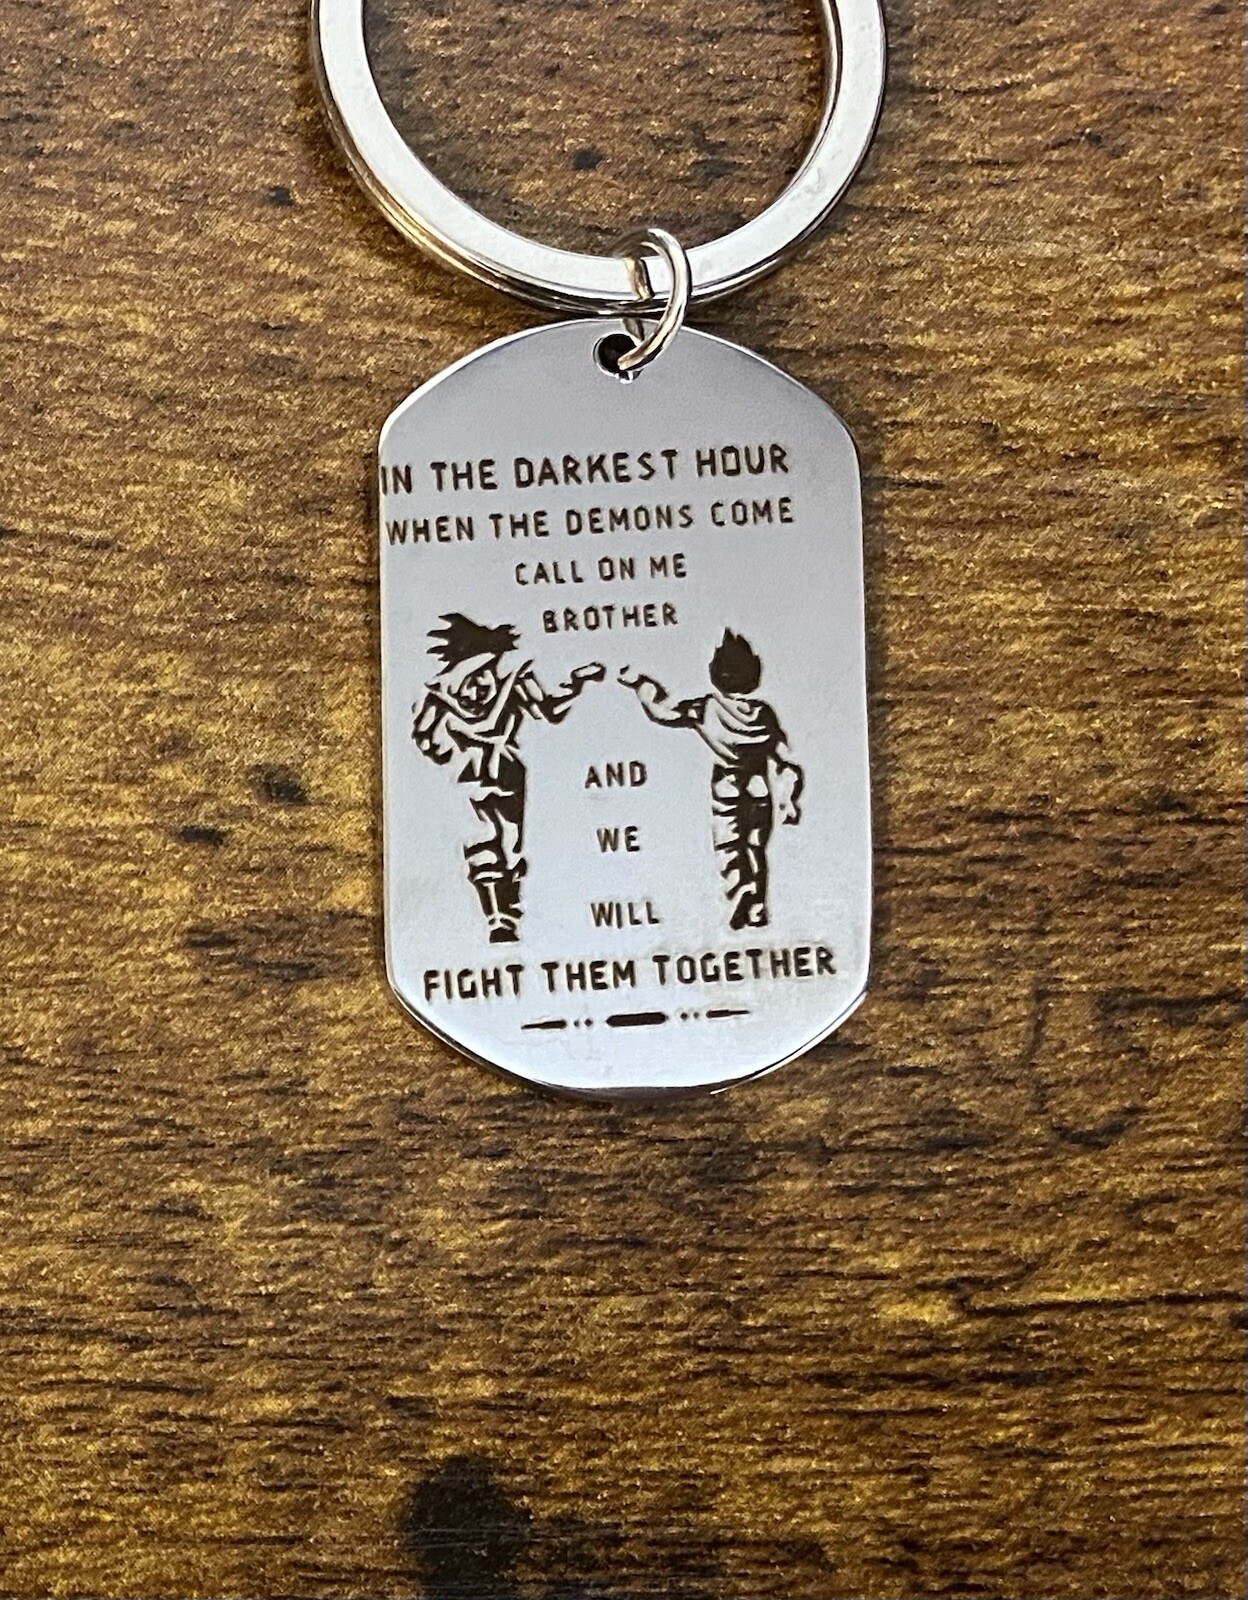 IN THE DARKEST HOUR
WHEN THE DEMONS COME
CALL ON ME
BROTHER
AND
WE
WILL
FIGHT THEM TOGETHER